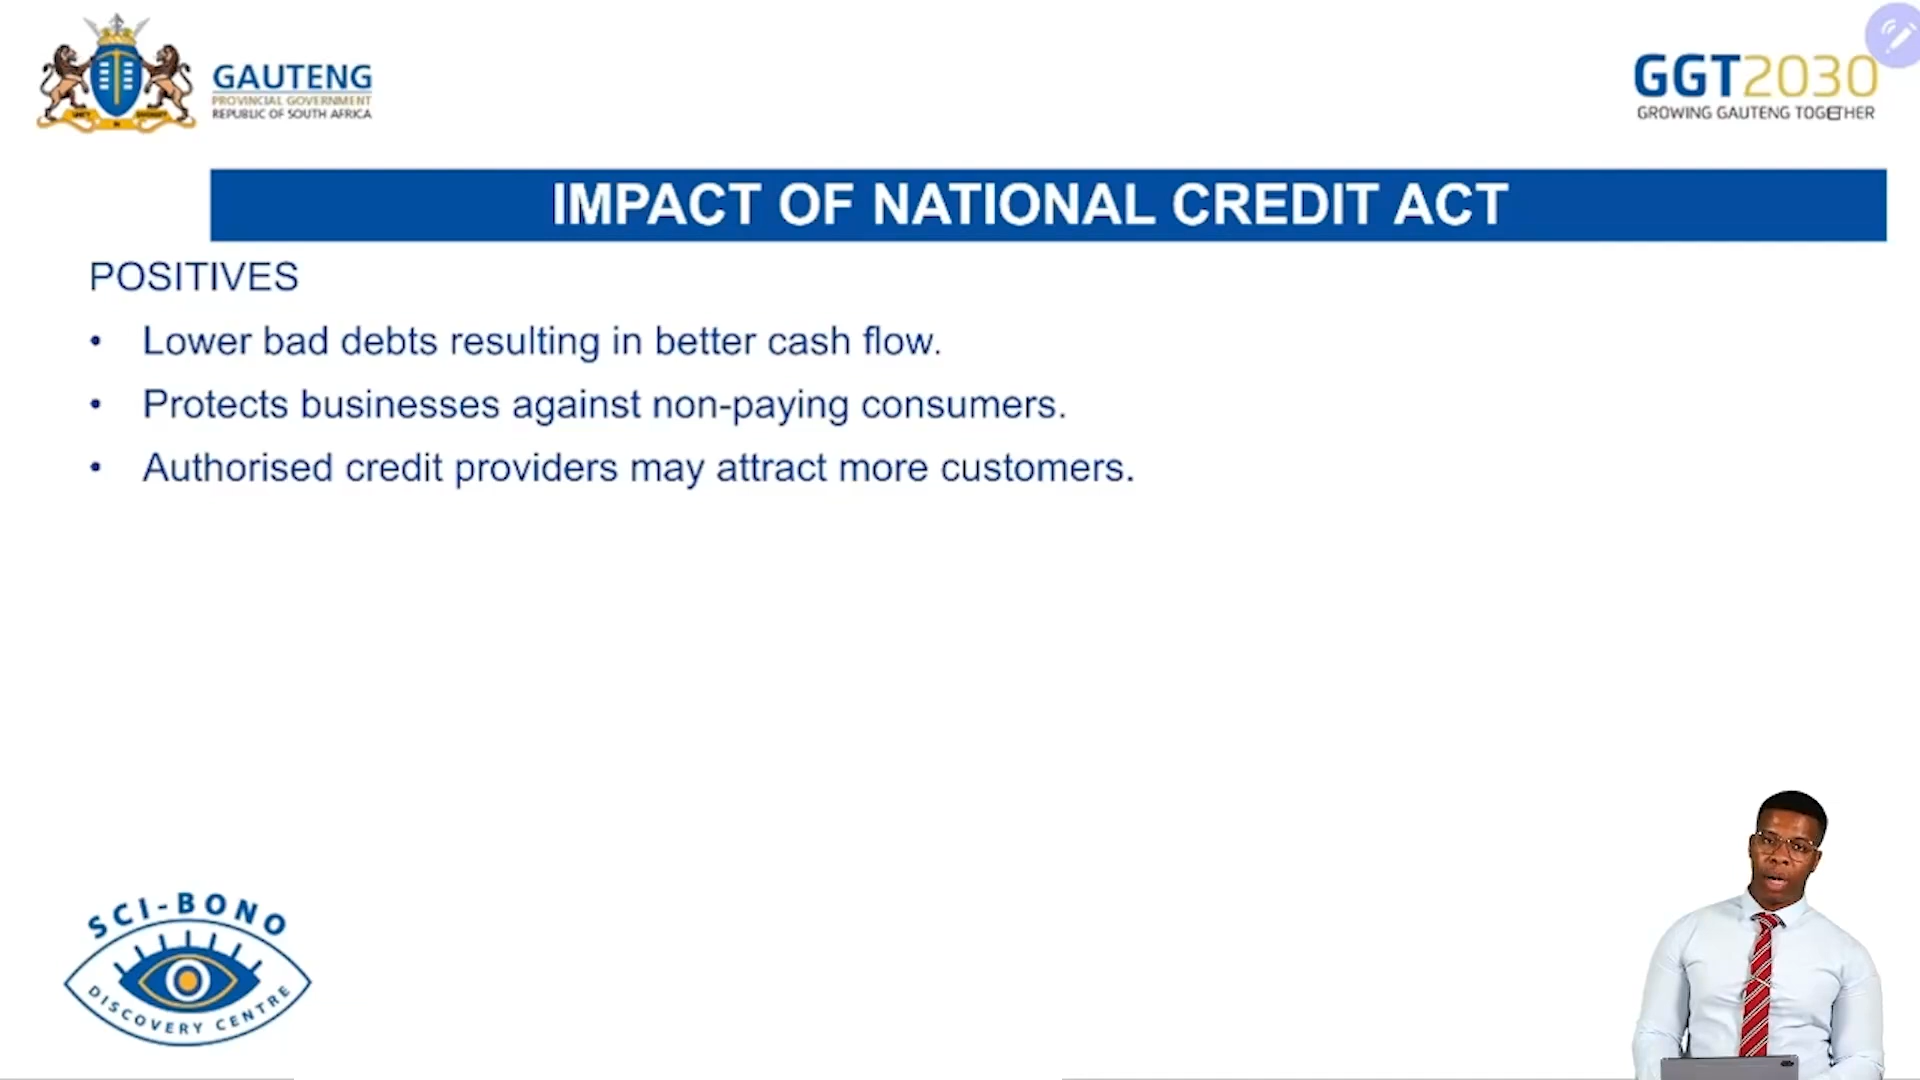 GAUTENG
PROVINCIAL GOVERNMENT
REPUBLIC OF SOUTH AFRICA
GGT2030
GROWING GAUTENG TOGETHER
IMPACT OF NATIONAL CREDIT ACT
POSITIVES
• Lower bad debts resulting in better cash flow.
• Protects businesses against non-paying consumers.
• Authorised credit providers may attract more customers.
SCI-BONO
DISCOVERY CENTRE